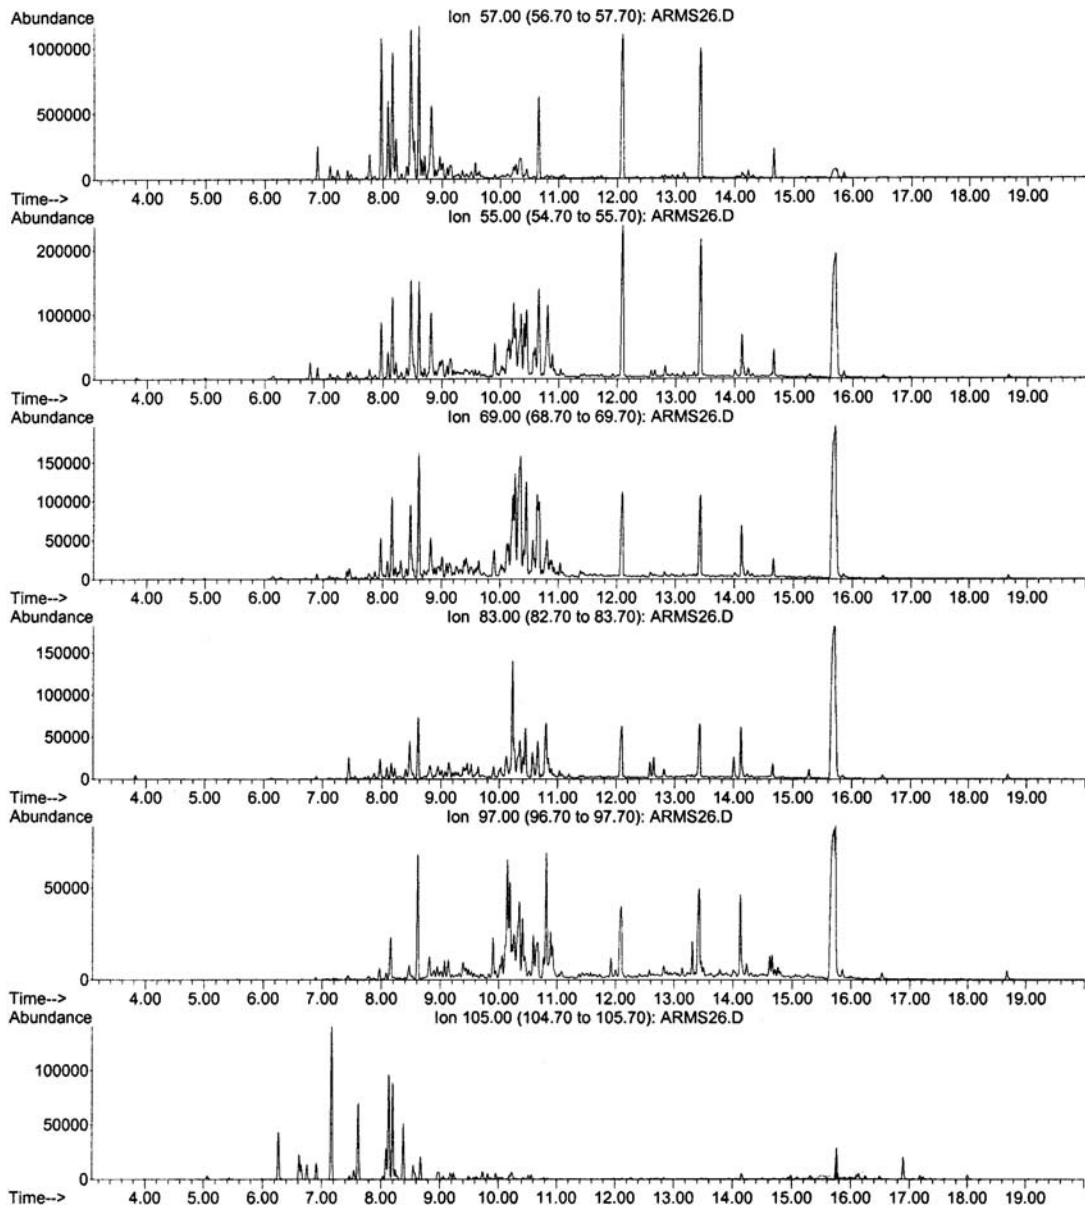 Abundance
Ion 57.00 (56.70 to 57.70): ARMS26.D
1000000
500000
0
Time--> 4.00 5.00 6.00 7.00 8.00 9.00 10.00 11.00 12.00 13.00 14.00 15.00 16.00 17.00 18.00 19.00
Abundance
Ion 55.00 (54.70 to 55.70): ARMS26.D
200000
100000
0
Time--> 4.00 5.00 6.00 7.00 8.00 9.00 10.00 11.00 12.00 13.00 14.00 15.00 16.00 17.00 18.00 19.00
Abundance
Ion 69.00 (68.70 to 69.70): ARMS26.D
150000
100000
50000
0
Time--> 4.00 5.00 6.00 7.00 8.00 9.00 10.00 11.00 12.00 13.00 14.00 15.00 16.00 17.00 18.00 19.00
Abundance
Ion 83.00 (82.70 to 83.70): ARMS26.D
150000
100000
50000
0
Time--> 4.00 5.00 6.00 7.00 8.00 9.00 10.00 11.00 12.00 13.00 14.00 15.00 16.00 17.00 18.00 19.00
Abundance
Ion 97.00 (96.70 to 97.70): ARMS26.D
50000
0
Time--> 4.00 5.00 6.00 7.00 8.00 9.00 10.00 11.00 12.00 13.00 14.00 15.00 16.00 17.00 18.00 19.00
Abundance
Ion 105.00 (104.70 to 105.70): ARMS26.D
100000
50000
0
Time--> 4.00 5.00 6.00 7.00 8.00 9.00 10.00 11.00 12.00 13.00 14.00 15.00 16.00 17.00 18.00 19.00